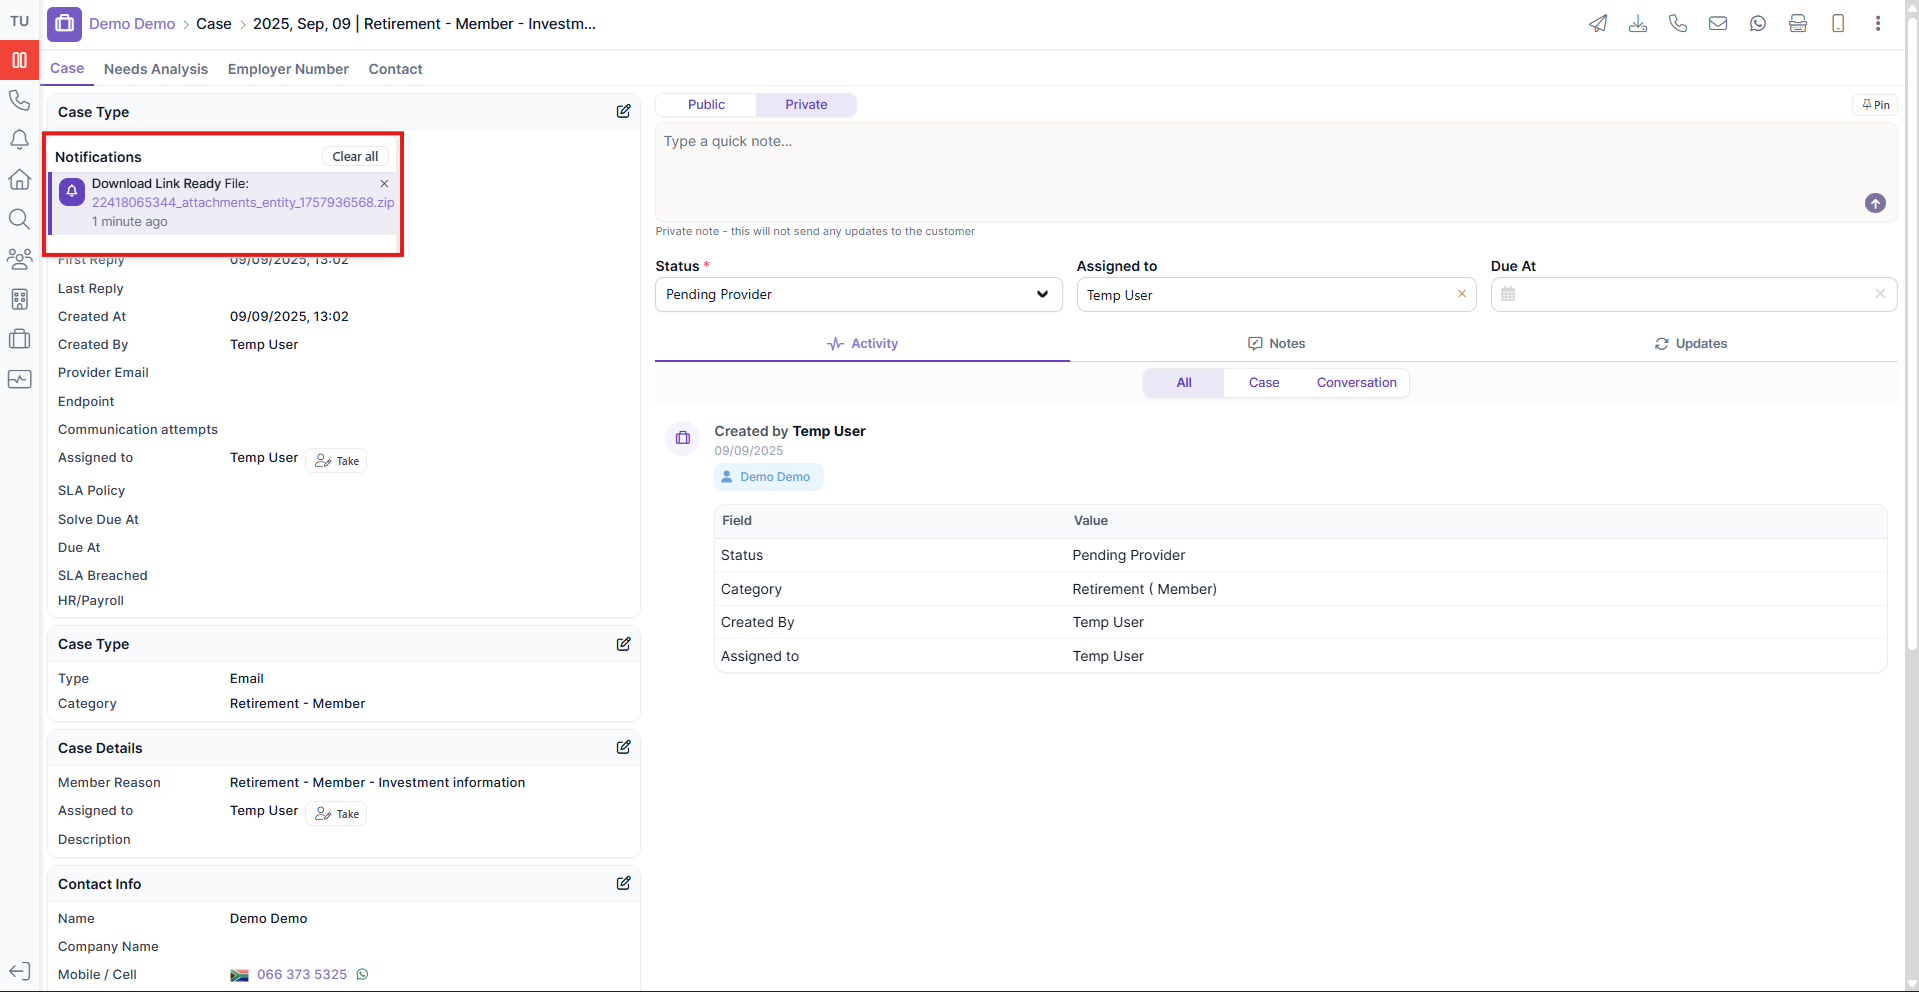 TU
Demo Demo > Case > 2025, Sep, 09 | Retirement - Member - Investm...
Case Needs Analysis Employer Number Contact
Case Type
Notifications Clear all
Download Link Ready File:
22418065344_attachments_entity_1757936568.zip
1 minute ago
First Reply 09/09/2025, 13:02
Last Reply
Created At 09/09/2025, 13:02
Created By Temp User
Provider Email
Endpoint
Communication attempts
Assigned to Temp User Take
SLA Policy
Solve Due At
Due At
SLA Breached
HR/Payroll
Case Type
Type Email
Category Retirement - Member
Case Details
Member Reason Retirement - Member - Investment information
Assigned to Temp User Take
Description
Contact Info
Name Demo Demo
Company Name
Mobile / Cell 066 373 5325
Public Private Pin
Type a quick note...
Private note - this will not send any updates to the customer
Status * Assigned to Due At
Pending Provider Temp User
Activity Notes Updates
All Case Conversation
Created by Temp User
09/09/2025
Demo Demo
Field Value
Status Pending Provider
Category Retirement ( Member)
Created By Temp User
Assigned to Temp User